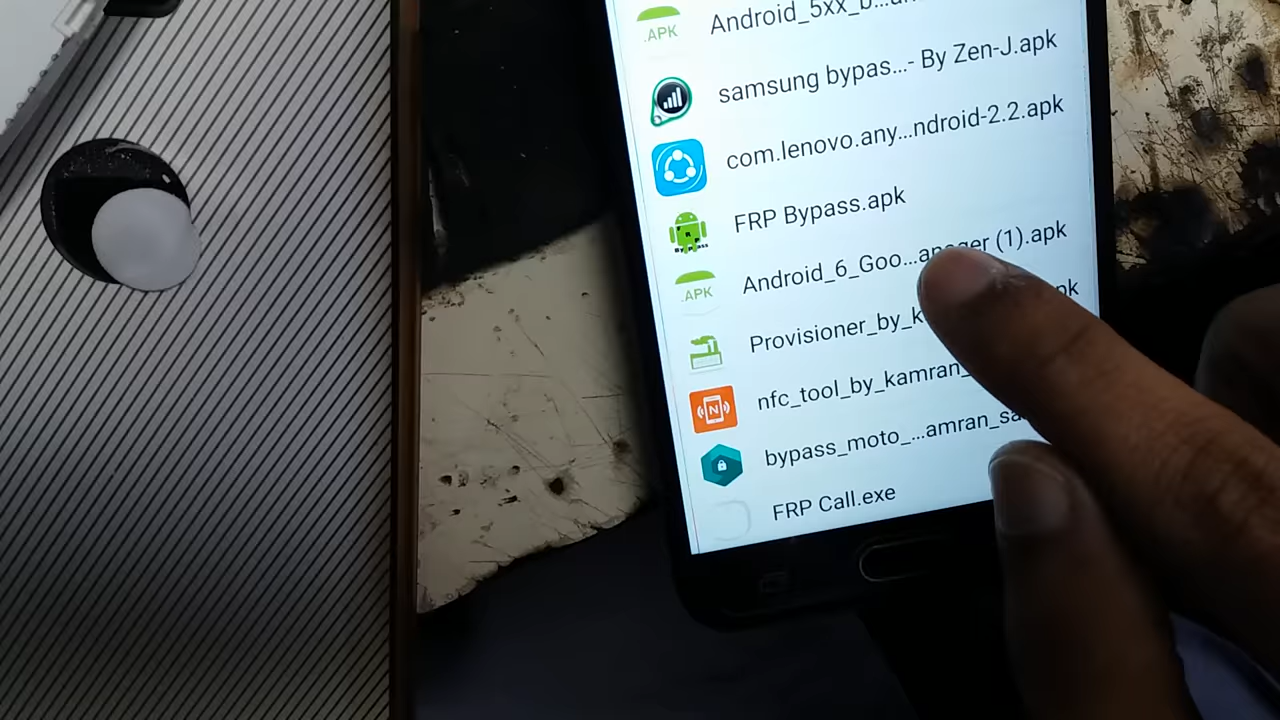 .APK
Android_5xx_b...
samsung bypas...- By Zen-J.apk
com.lenovo.any...ndroid-2.2.apk
FRP Bypass.apk
.APK
Android_6_Goo...anager (1).apk
Provisioner_by_k
nfc_tool_by_kamran_
bypass_moto_...amran_sa
FRP Call.exe